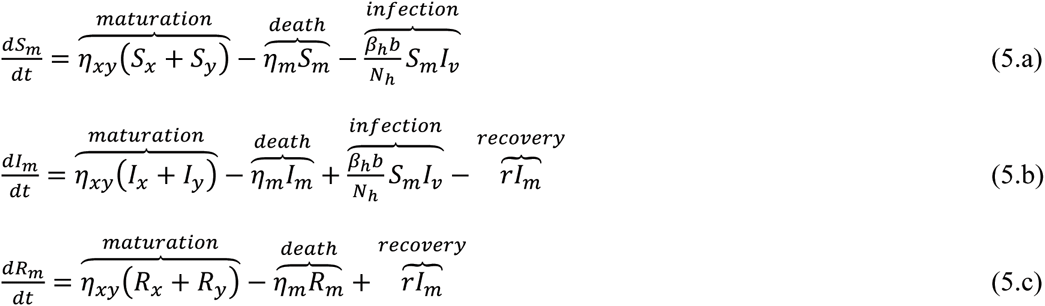 maturation death infection
dS_m/dt = η_xy(S_x + S_y) − η_m S_m − (β_h b/N_h) S_m I_v (5.a)
maturation death infection recovery
dI_m/dt = η_xy(I_x + I_y) − η_m I_m + (β_h b/N_h) S_m I_v − rI_m (5.b)
maturation death recovery
dR_m/dt = η_xy(R_x + R_y) − η_m R_m + rI_m (5.c)